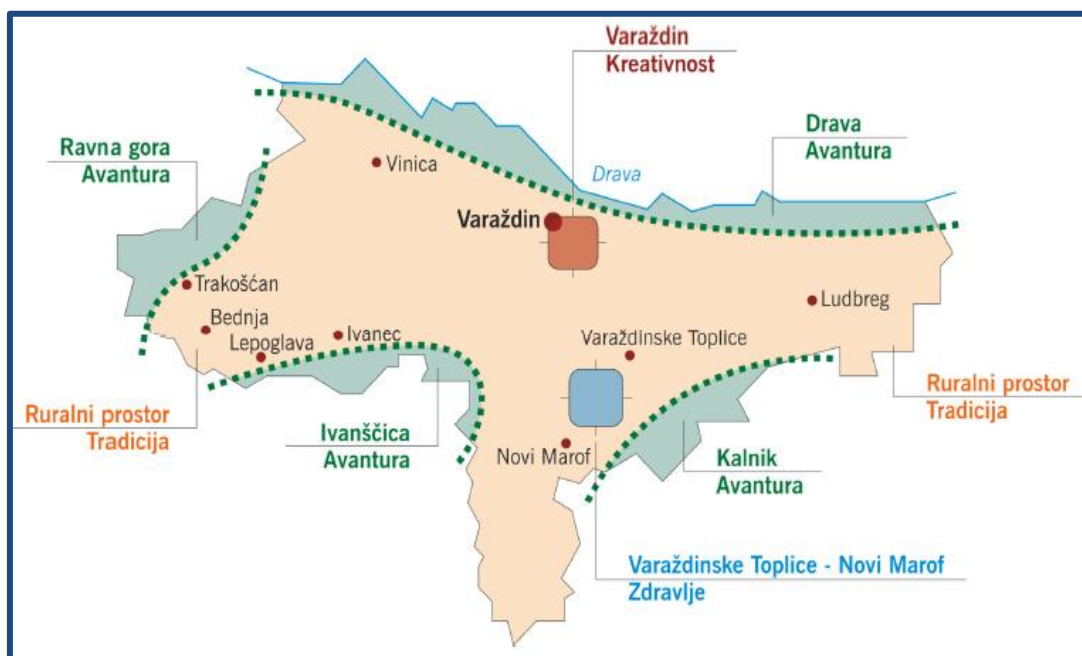 Varaždin
Kreativnost
Drava
Avantura
Ravna gora
Avantura
Vinica
Drava
Varaždin
Trakošćan
Ludbreg
Bednja
Ivanec
Lepoglava
Varaždinske Toplice
Ruralni prostor
Tradicija
Ruralni prostor
Tradicija
Ivanščica
Avantura
Novi Marof
Kalnik
Avantura
Varaždinske Toplice - Novi Marof
Zdravlje